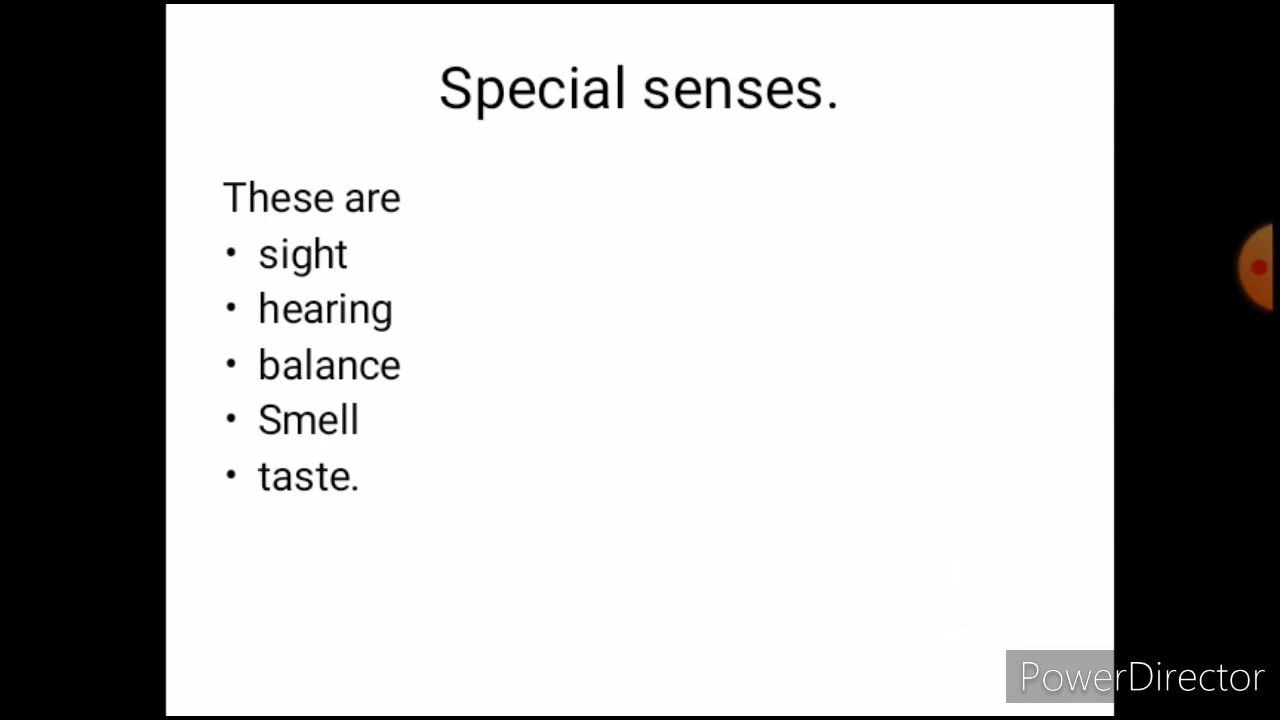 Special senses.
These are
• sight
• hearing
• balance
• Smell
• taste.
PowerDirector